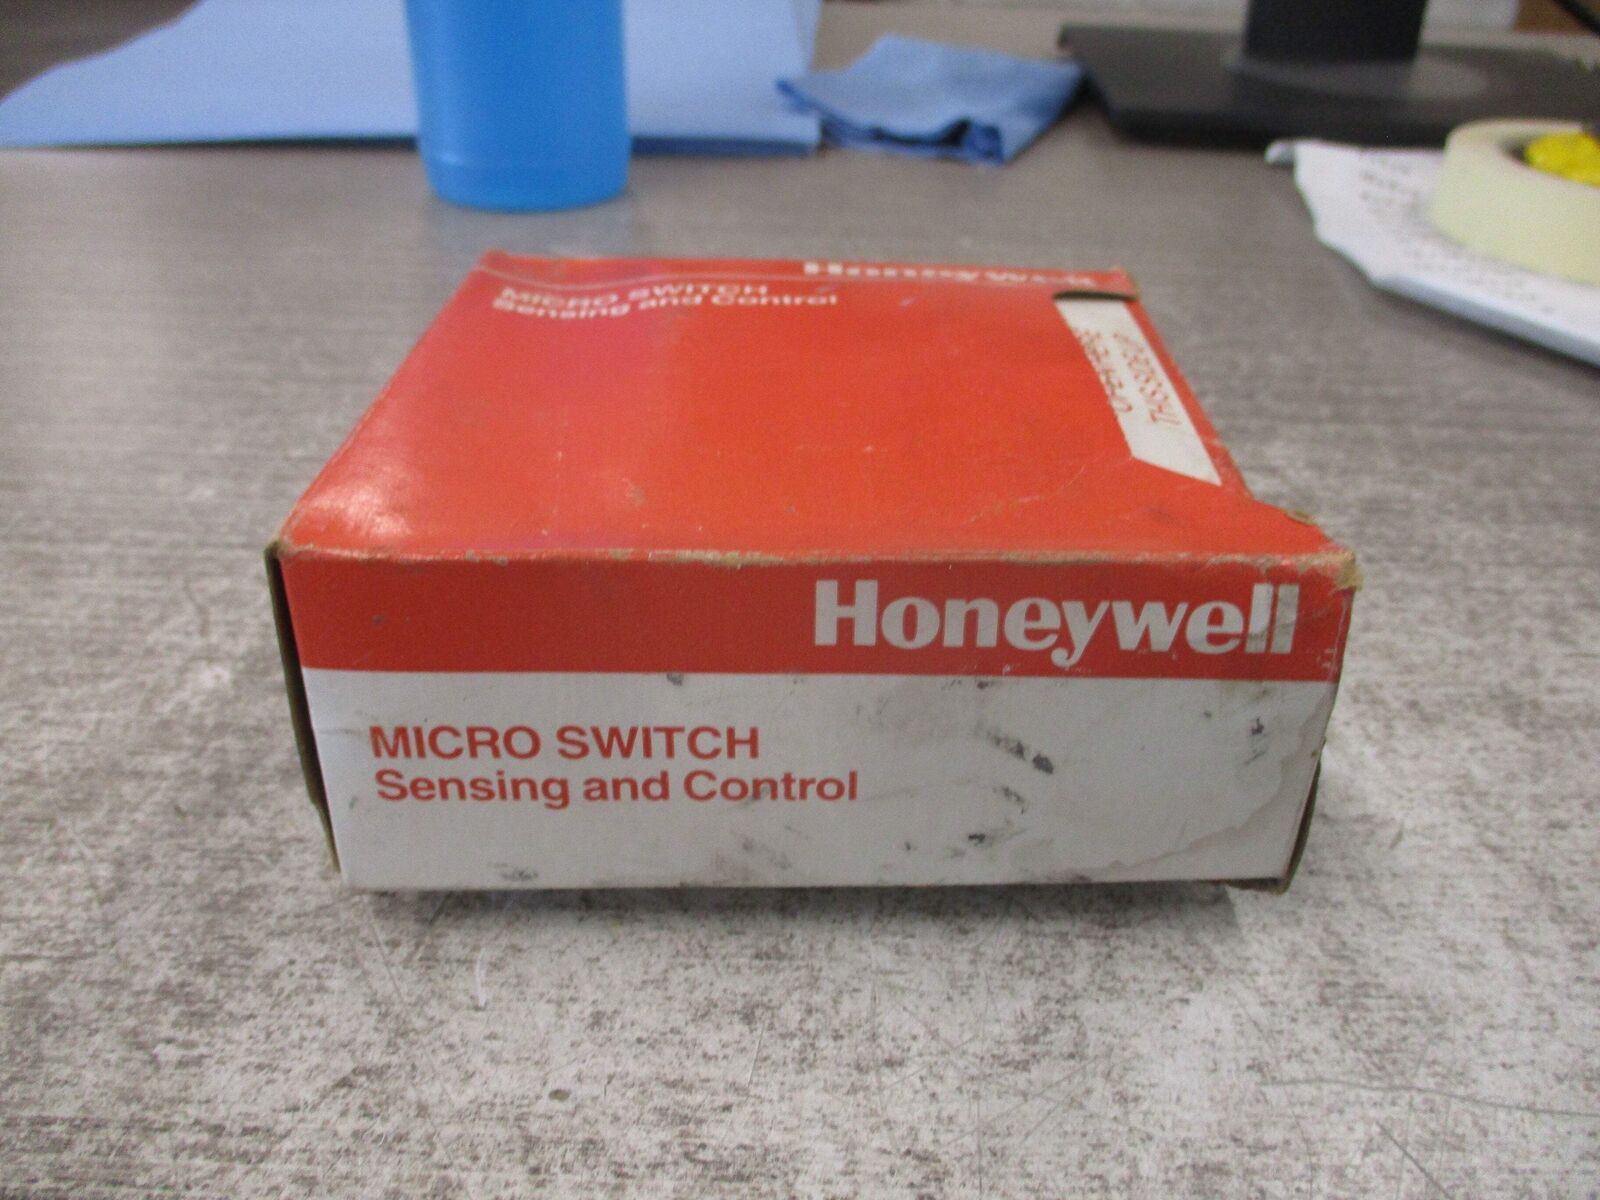 Honeywell
MICRO SWITCH
Sensing and Control
Honeywell
MICRO SWITCH
Sensing and Control